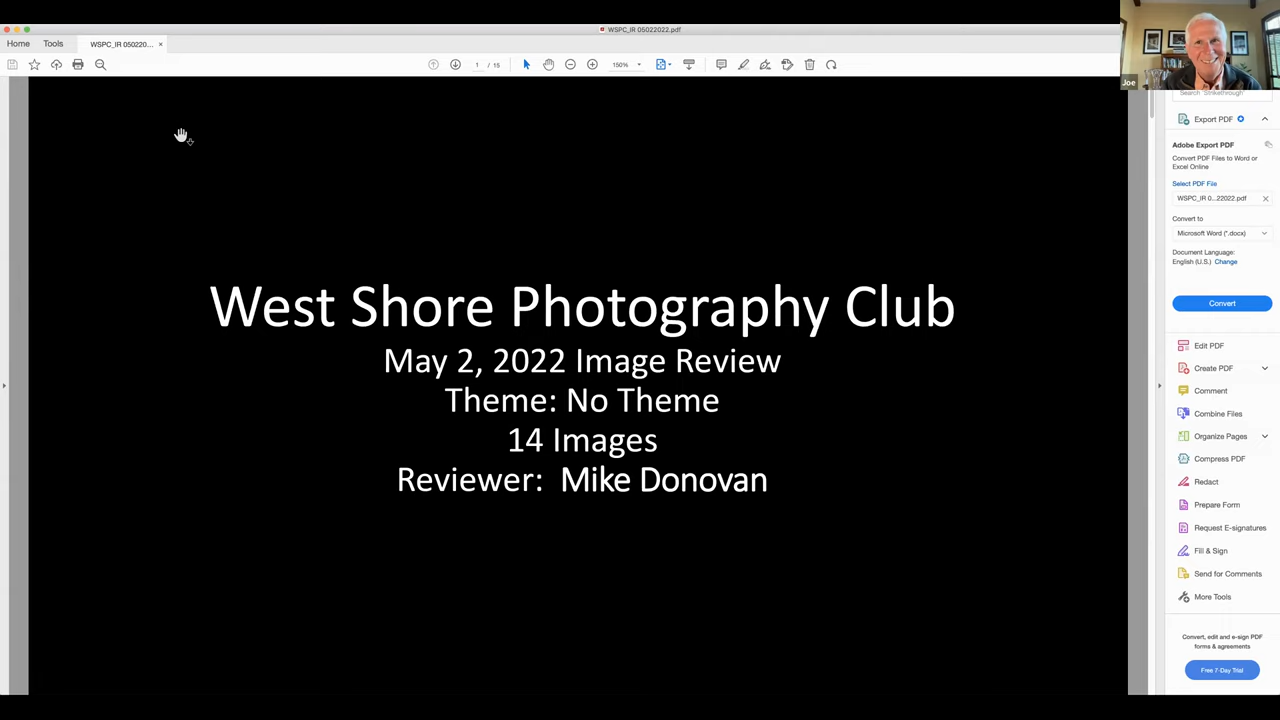 WSPC_IR 05022022.pdf
Home
Tools
WSPC_IR 050220...
1 / 15
150%
Joe
Search 'Strikethrough'
Export PDF
Adobe Export PDF
Convert PDF Files to Word or
Excel Online
Select PDF File
WSPC_IR 0...22022.pdf
Convert to
Microsoft Word (*.docx)
Document Language:
English (U.S.) Change
Convert
Edit PDF
Create PDF
Comment
Combine Files
Organize Pages
Compress PDF
Redact
Prepare Form
Request E-signatures
Fill & Sign
Send for Comments
More Tools
Convert, edit and e-sign PDF
forms & agreements
Free 7-Day Trial
West Shore Photography Club
May 2, 2022 Image Review
Theme: No Theme
14 Images
Reviewer: Mike Donovan